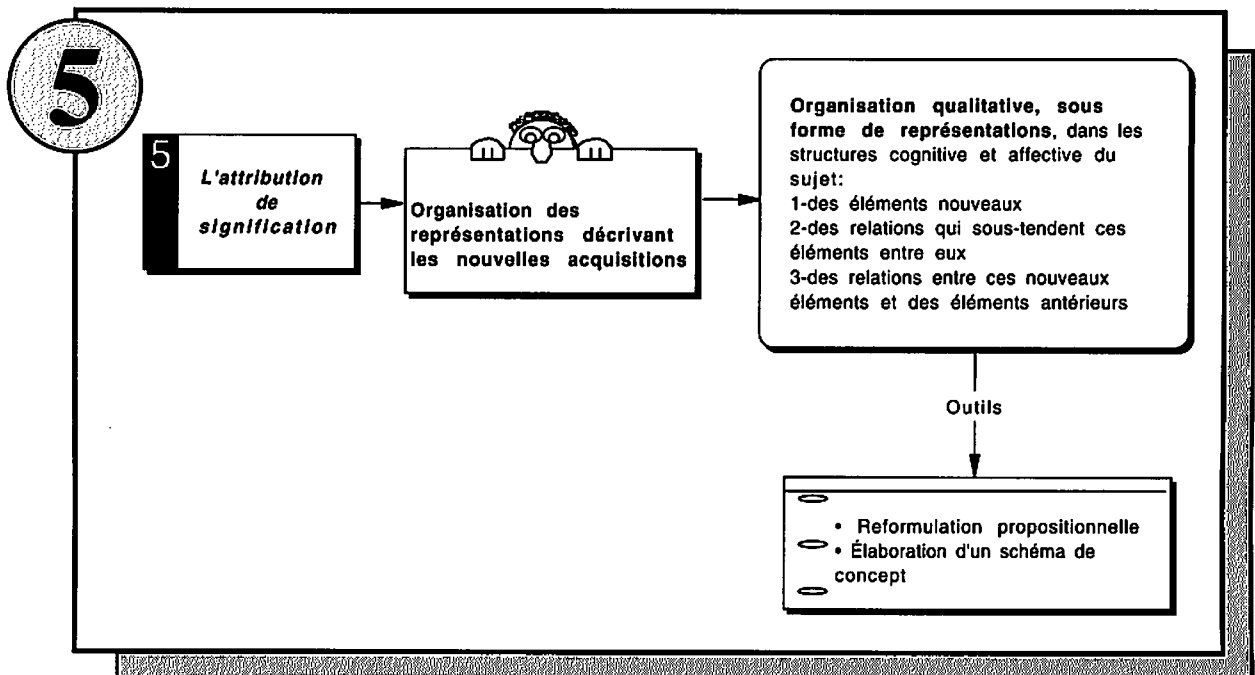 5
5
L'attribution
de
signification
Organisation des
représentations décrivant
les nouvelles acquisitions
Organisation qualitative, sous
forme de représentations, dans les
structures cognitive et affective du
sujet:
1-des éléments nouveaux
2-des relations qui sous-tendent ces
éléments entre eux
3-des relations entre ces nouveaux
éléments et des éléments antérieurs
Outils
• Reformulation propositionnelle
• Élaboration d'un schéma de
concept